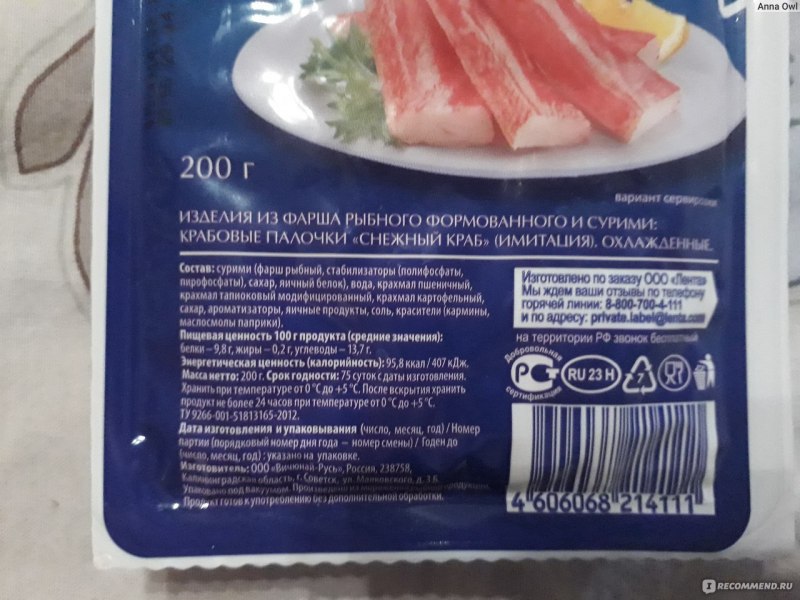 Anna Owl
200 г
вариант сервировки
ИЗДЕЛИЯ ИЗ ФАРША РЫБНОГО ФОРМОВАННОГО И СУРИМИ:
КРАБОВЫЕ ПАЛОЧКИ «СНЕЖНЫЙ КРАБ» (ИМИТАЦИЯ). ОХЛАЖДЕННЫЕ.
Состав: сурими (фарш рыбный, стабилизаторы (полифосфаты,
пирофосфаты), сахар, яичный белок), вода, крахмал пшеничный,
крахмал тапиоковый модифицированный, крахмал картофельный,
сахар, ароматизаторы, яичные продукты, соль, красители (кармины,
маслосмолы паприки).
Пищевая ценность 100 г продукта (средние значения):
белки – 9,8 г, жиры – 0,2 г, углеводы – 13,7 г.
Энергетическая ценность (калорийность): 95,8 ккал / 407 кДж.
Масса нетто: 200 г. Срок годности: 75 суток с даты изготовления.
Хранить при температуре от 0 °С до +5 °С. После вскрытия хранить
продукт не более 24 часов при температуре от 0 °С до +5 °С.
ТУ 9266-001-51813165-2012.
Дата изготовления и упаковывания (число, месяц, год) / Номер
партии (порядковый номер дня года – номер смены) / Годен до
(число, месяц, год) : указано на упаковке.
Изготовитель: ООО «Вичюнай-Русь», Россия, 238758,
Калининградская область, г. Советск, ул. Маяковского, д. 3 Б.
Упаковано под вакуумом. Произведено из мороженой продукции.
Продукт готов к употреблению без дополнительной обработки.
Изготовлено по заказу ООО «Лента»
Мы ждем ваши отзывы по телефону
горячей линии: 8-800-700-4-111
и по адресу: private.label@lenta.com
на территории РФ звонок бесплатный
Добровольная
РСТ
сертификация
RU 23 H
7
4 606068 214111
IRECOMMEND.RU